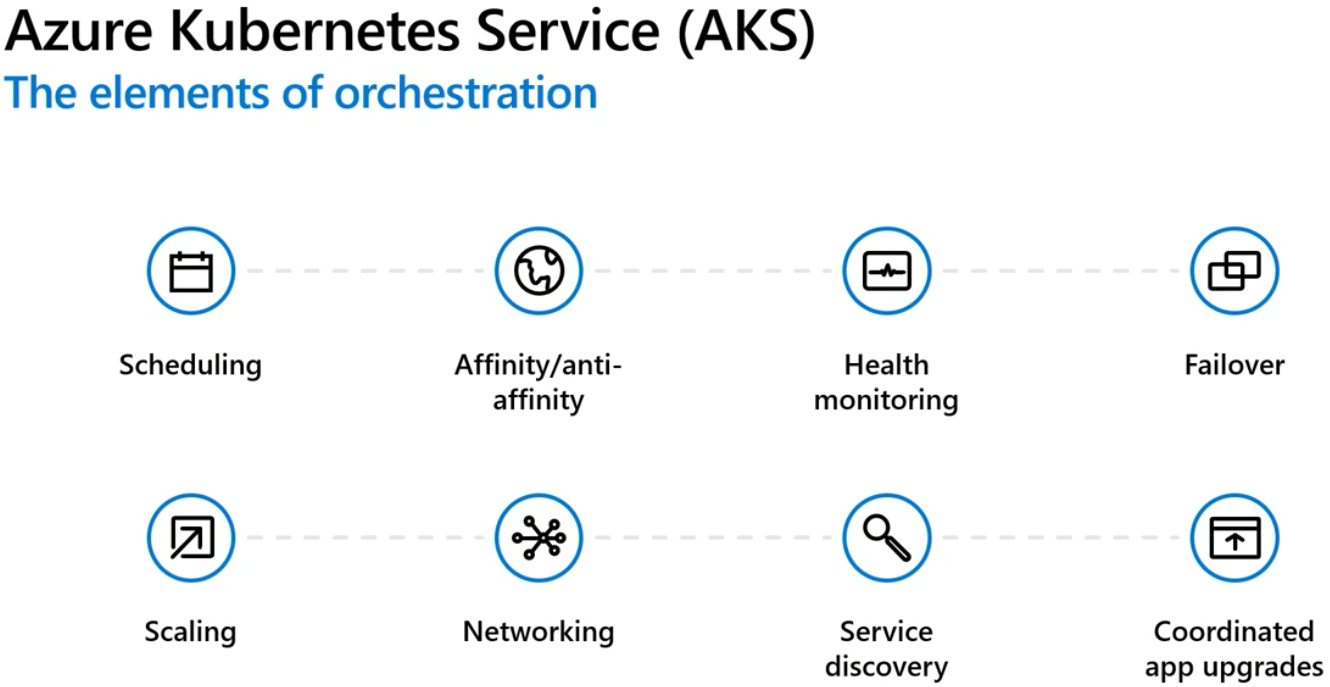 Azure Kubernetes Service (AKS)
The elements of orchestration
Scheduling
Affinity/anti-
affinity
Health
monitoring
Failover
Scaling
Networking
Service
discovery
Coordinated
app upgrades